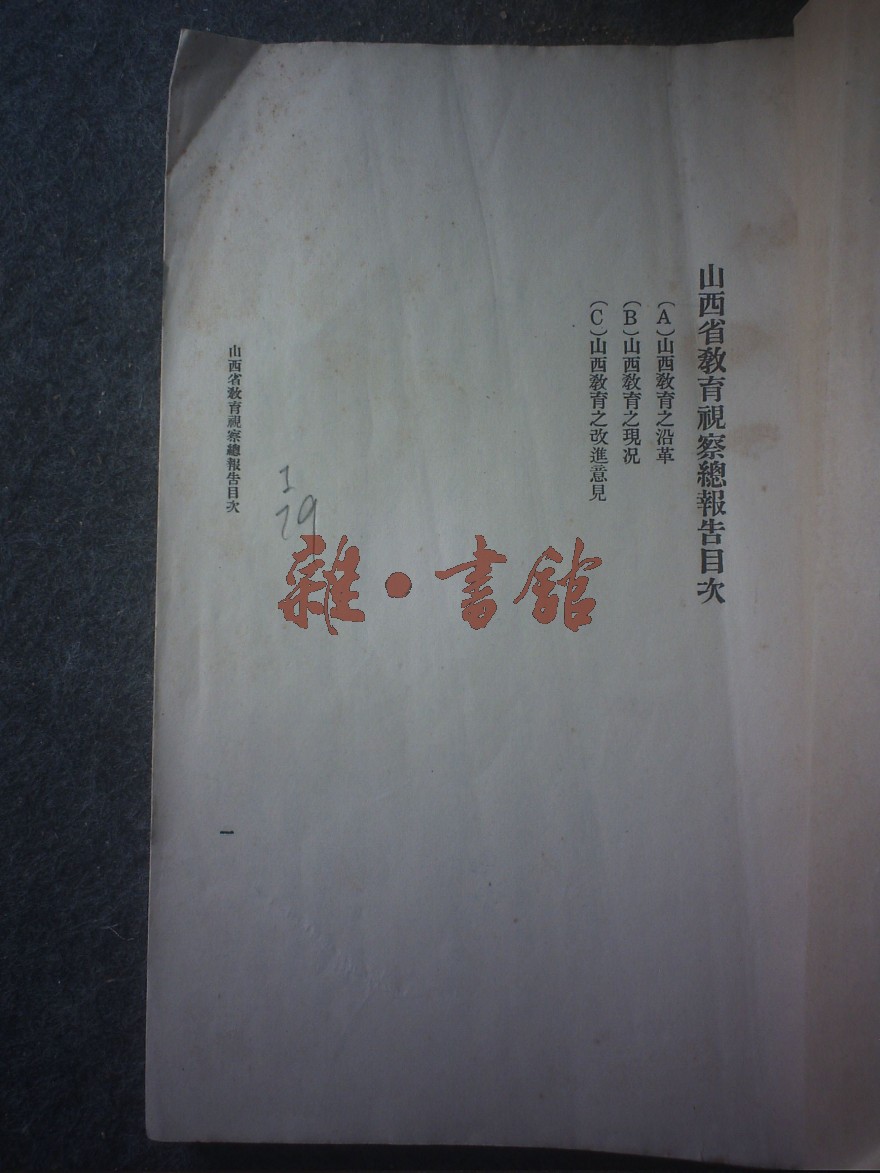 山西省教育視察總報告目次
(A)山西教育之沿革
(B)山西教育之現況
(C)山西教育之改進意見
山西省教育視察總報告目次
一
1
79
雜・書館